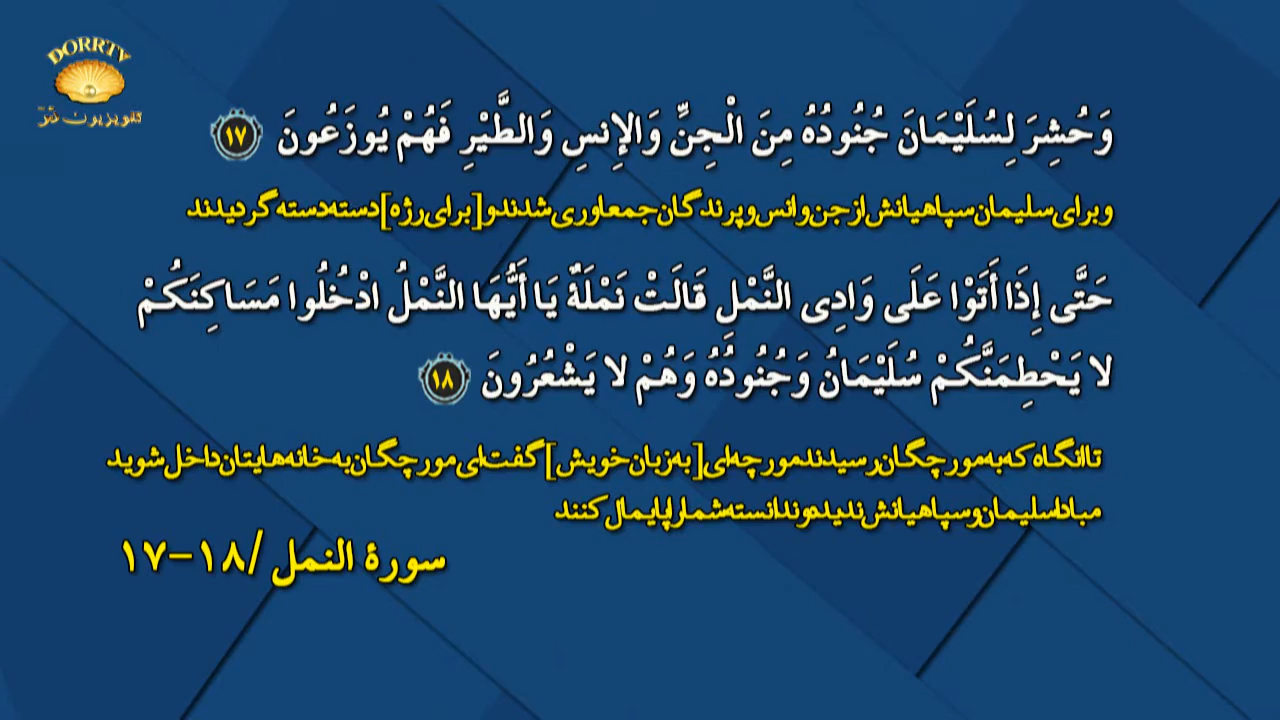 DORRTV
تلویزیون دُرّ
وَحُشِرَ لِسُلَيْمَانَ جُنُودُهُ مِنَ الْجِنِّ وَالإِنسِ وَالطَّيْرِ فَهُمْ يُوزَعُونَ ﴿١٧﴾
و برای سلیمان سپاهیانش از جن و انس و پرندگان جمع‌اوری شدند و [برای رژه] دسته دسته گردیدند
حَتَّى إِذَا أَتَوْا عَلَى وَادِى النَّمْلِ قَالَتْ نَمْلَةٌ يَا أَيُّهَا النَّمْلُ ادْخُلُوا مَسَاكِنَكُمْ
لا يَحْطِمَنَّكُمْ سُلَيْمَانُ وَجُنُودُهُ وَهُمْ لا يَشْعُرُونَ ﴿١٨﴾
تا انگاه که به مورچگان رسیدند مورچه‌ای [به زبان خویش] گفت ای مورچگان به خانه‌هایتان داخل شوید
مبادا سلیمان و سپاهیانش ندیده و ندانسته شما را پایمال کنند
سورۀ النمل /١٨-١٧